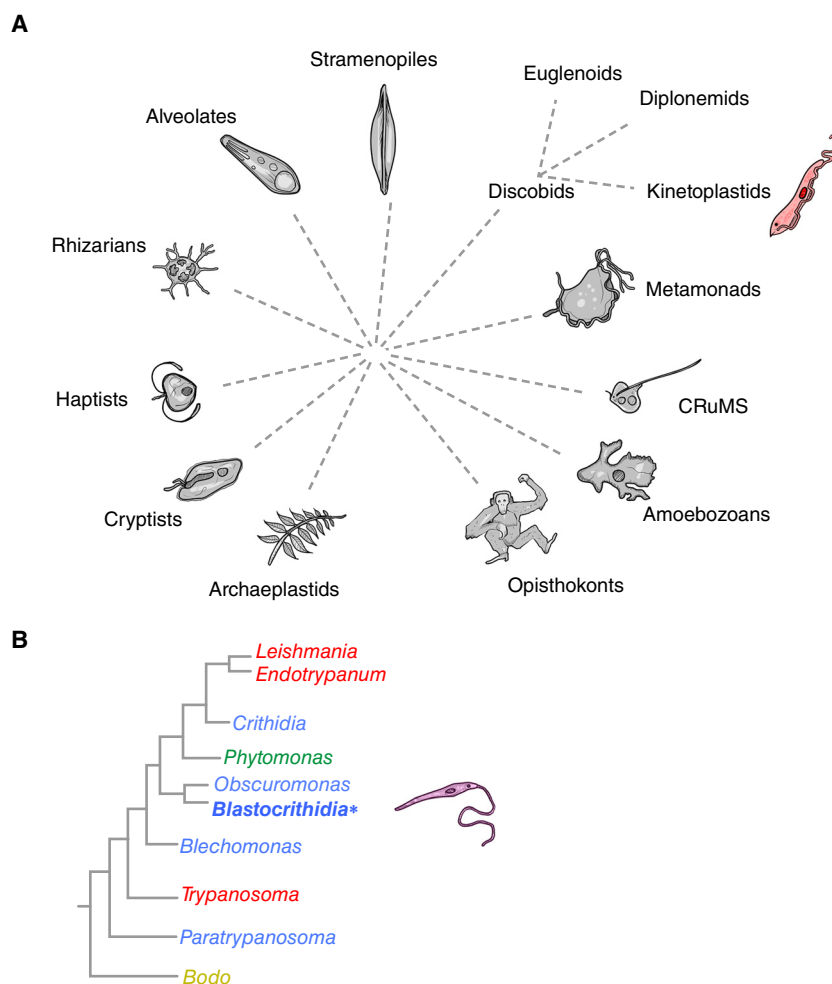 A
Stramenopiles
Euglenoids
Diplonemids
Alveolates
Discobids
Kinetoplastids
Rhizarians
Metamonads
Haptists
CRuMS
Cryptists
Amoebozoans
Archaeplastids
Opisthokonts
B
Leishmania
Endotrypanum
Crithidia
Phytomonas
Obscuromonas
Blastocrithidia*
Blechomonas
Trypanosoma
Paratrypanosoma
Bodo